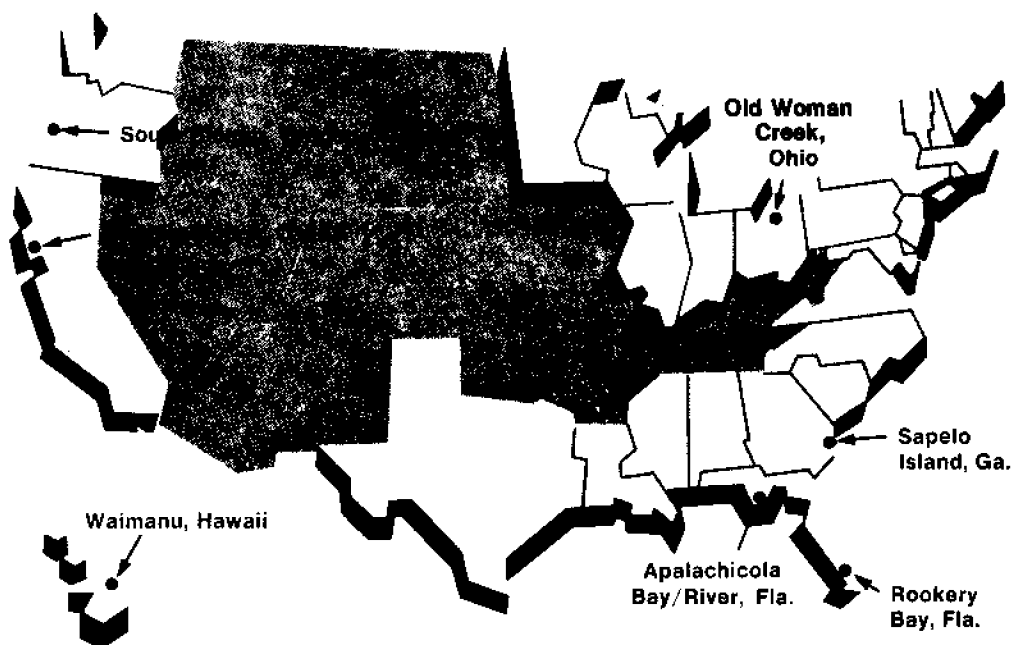 Old Woman
Creek,
Ohio
Sou
Sapelo
Island, Ga.
Waimanu, Hawaii
Apalachicola
Bay/River, Fla.
Rookery
Bay, Fla.